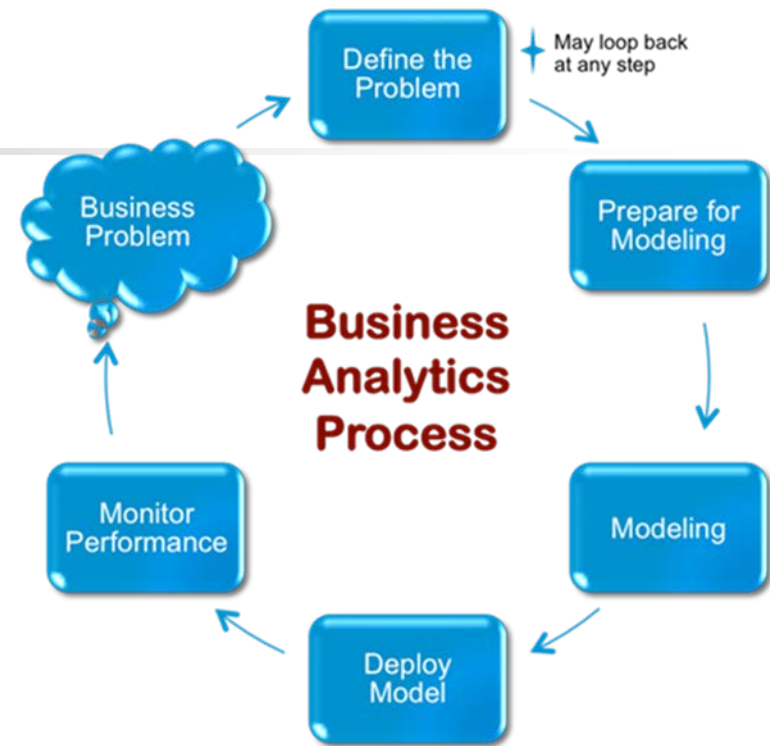 Define the
Problem
May loop back
at any step
Prepare for
Modeling
Modeling
Deploy
Model
Monitor
Performance
Business
Problem
Business
Analytics
Process